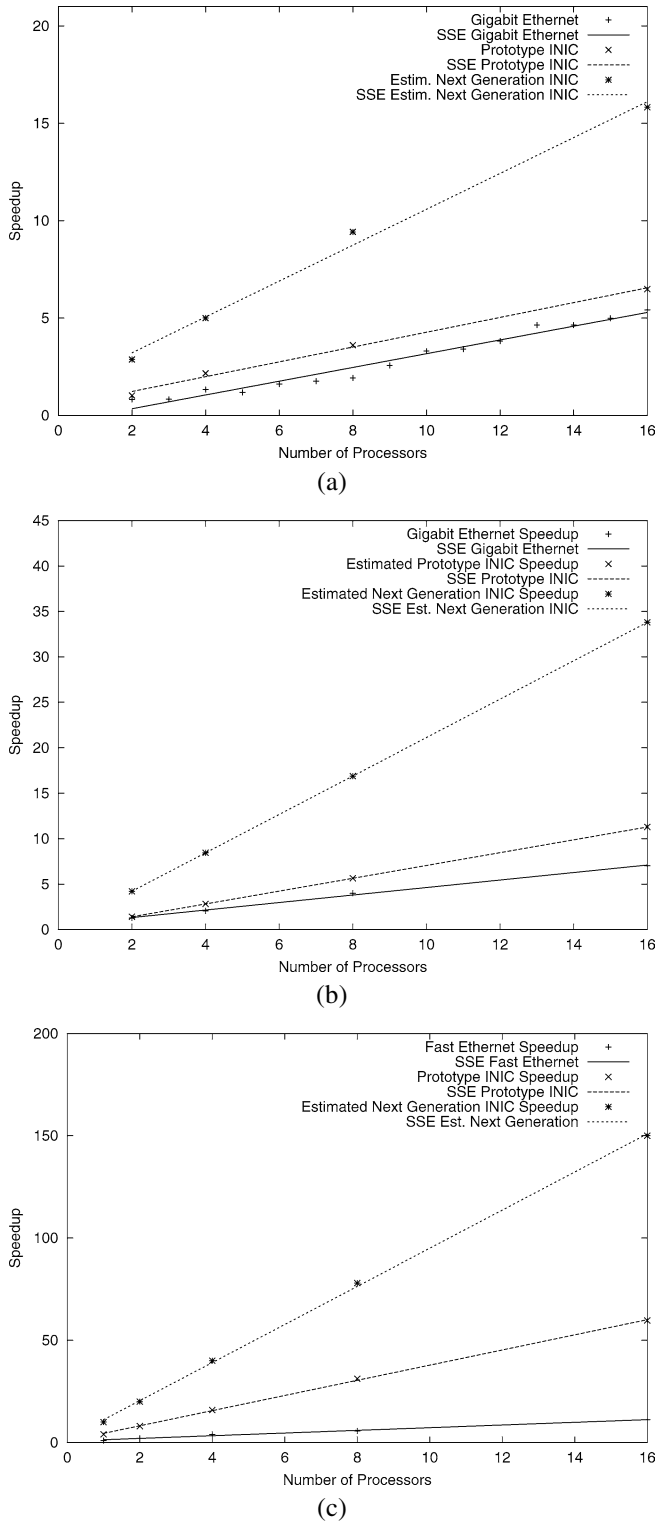 Gigabit Ethernet
SSE Gigabit Ethernet
Prototype INIC
SSE Prototype INIC
Estim. Next Generation INIC
SSE Estim. Next Generation INIC
20
15
10
5
0
Speedup
0 2 4 6 8 10 12 14 16
Number of Processors
(a)
Gigabit Ethernet Speedup
SSE Gigabit Ethernet
Estimated Prototype INIC Speedup
SSE Prototype INIC
Estimated Next Generation INIC Speedup
SSE Est. Next Generation INIC
45
40
35
30
25
20
15
10
5
0
Speedup
0 2 4 6 8 10 12 14 16
Number of Processors
(b)
Fast Ethernet Speedup
SSE Fast Ethernet
Prototype INIC Speedup
SSE Prototype INIC
Estimated Next Generation INIC Speedup
SSE Est. Next Generation
200
150
100
50
0
Speedup
0 2 4 6 8 10 12 14 16
Number of Processors
(c)